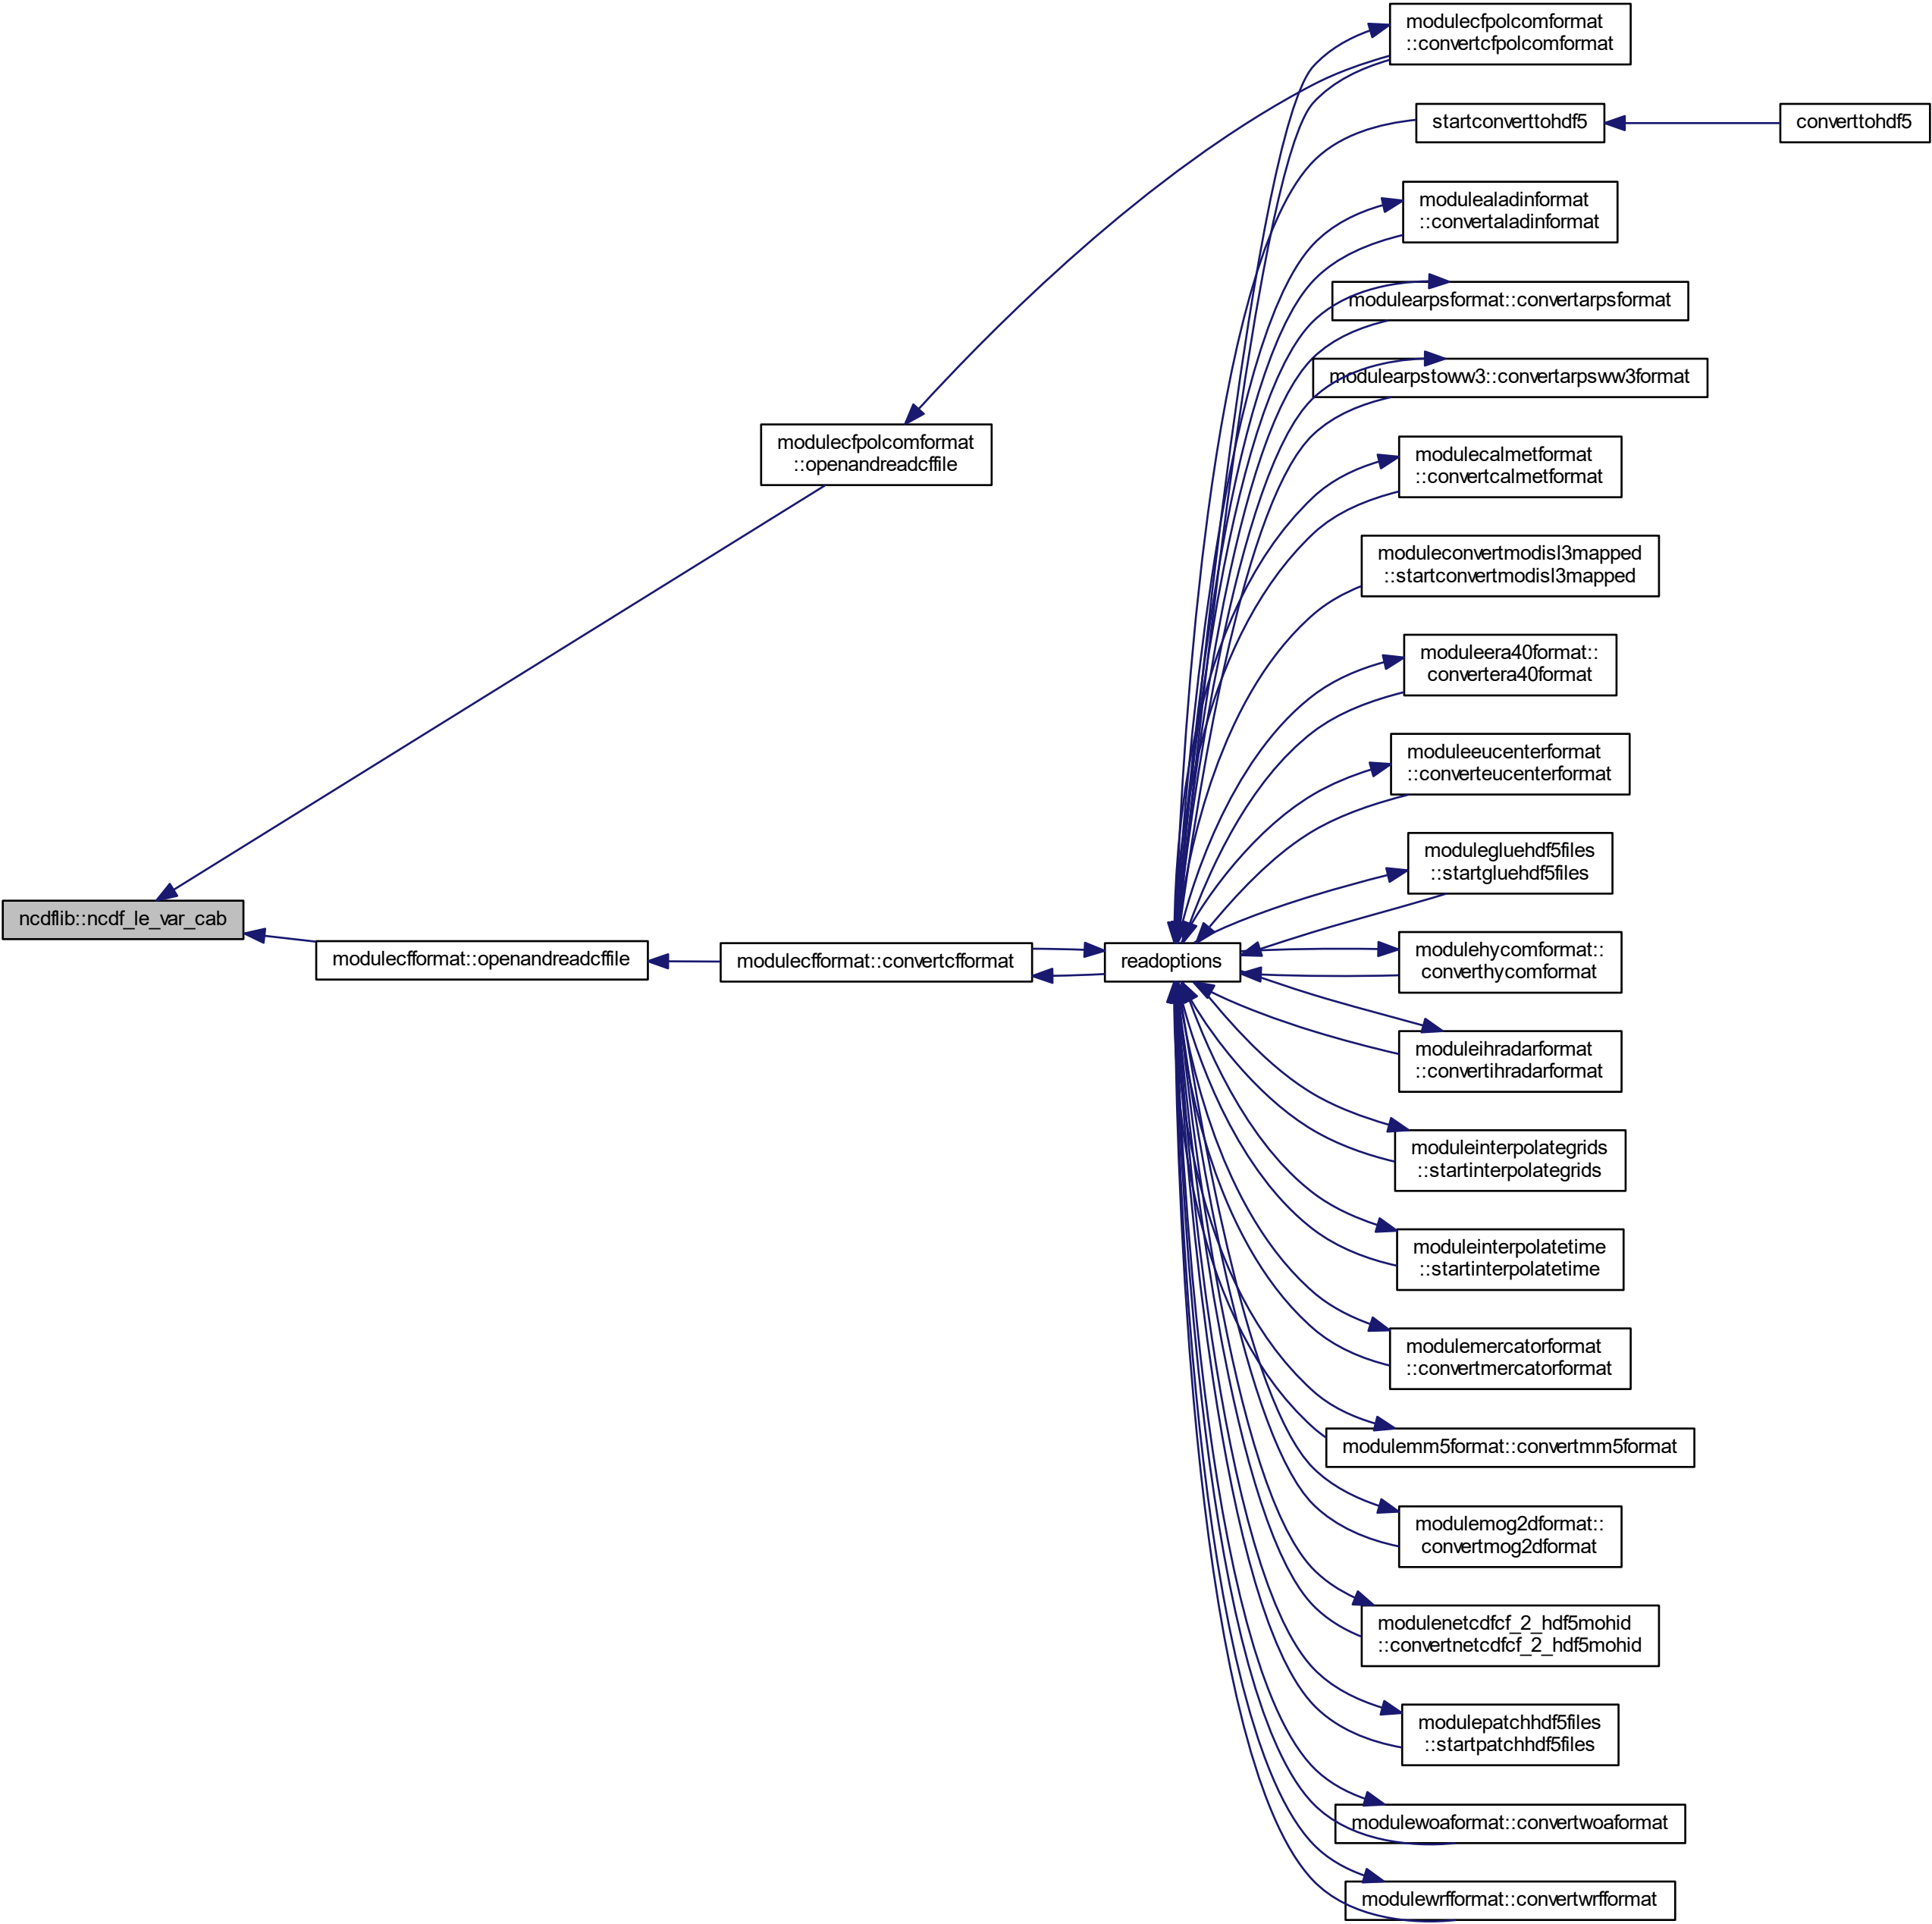 modulecfpolcomformat
::convertcfpolcomformat
startconverttohdf5
converttohdf5
modulealadinformat
::convertaladinformat
modulearpsformat::convertarpsformat
modulearpstoww3::convertarpsww3format
modulecfpolcomformat
::openandreadcffile
modulecalmetformat
::convertcalmetformat
moduleconvertmodisl3mapped
::startconvertmodisl3mapped
moduleera40format::
convertera40format
moduleeucenterformat
::converteucenterformat
modulegluehdf5files
::startgluehdf5files
ncdflib::ncdf_le_var_cab
modulecfformat::openandreadcffile
modulecfformat::convertcfformat
readoptions
modulehycomformat::
converthycomformat
moduleihradarformat
::convertihradarformat
moduleinterpolategrids
::startinterpolategrids
moduleinterpolatetime
::startinterpolatetime
modulemercatorformat
::convertmercatorformat
modulemm5format::convertmm5format
modulemog2dformat::
convertmog2dformat
modulenetcdfcf_2_hdf5mohid
::convertnetcdfcf_2_hdf5mohid
modulepatchhdf5files
::startpatchhdf5files
modulewoaformat::convertwoaformat
modulewrfformat::convertwrfformat